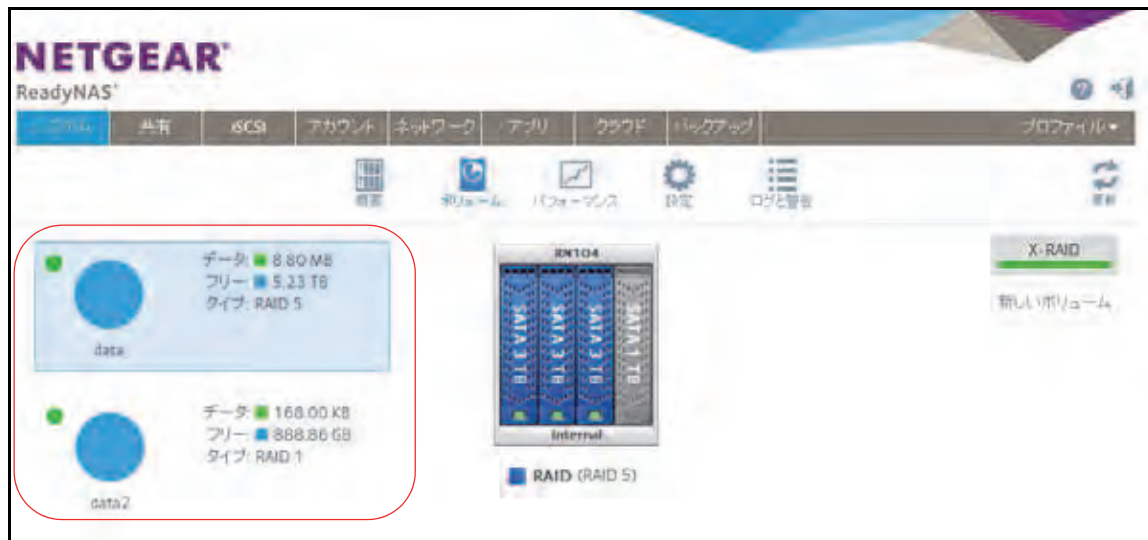 NETGEAR®
ReadyNAS®
システム 共有 iSCSI アカウント ネットワーク アプリ クラウド バックアップ プロファイル▼
概要 ボリューム パフォーマンス 設定 ログと警告 更新
データ: 8.80 MB
フリー: 5.23 TB
タイプ: RAID 5
data
データ: 168.00 KB
フリー: 888.86 GB
タイプ: RAID 1
data2
RN104
SATA 3 TB
SATA 3 TB
SATA 3 TB
SATA 1 TB
Internal
RAID (RAID 5)
X-RAID
新しいボリューム